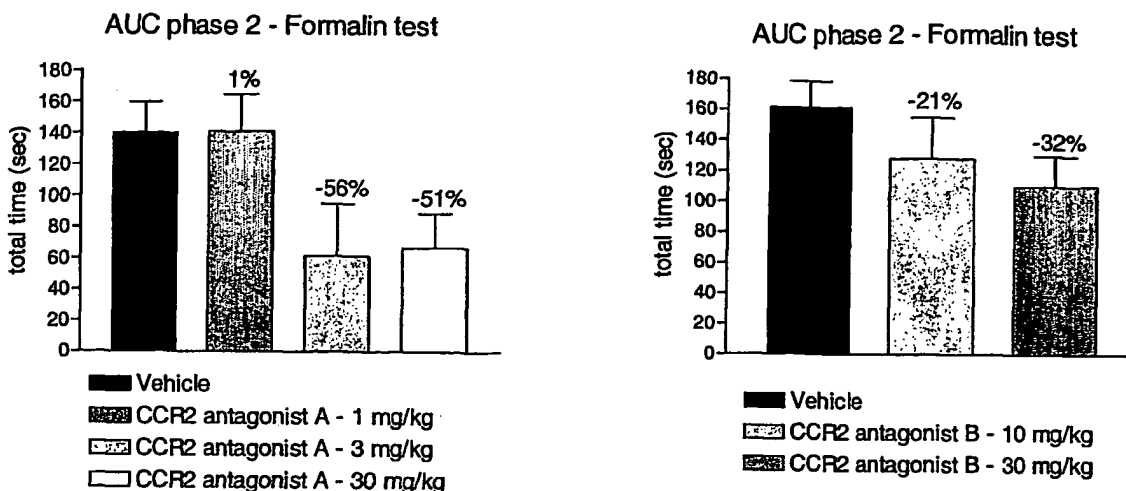 AUC phase 2 - Formalin test
total time (sec)
180
160
140
120
100
80
60
40
20
0
1%
-56%
-51%
Vehicle
CCR2 antagonist A - 1 mg/kg
CCR2 antagonist A - 3 mg/kg
CCR2 antagonist A - 30 mg/kg
AUC phase 2 - Formalin test
total time (sec)
180
160
140
120
100
80
60
40
20
0
-21%
-32%
Vehicle
CCR2 antagonist B - 10 mg/kg
CCR2 antagonist B - 30 mg/kg